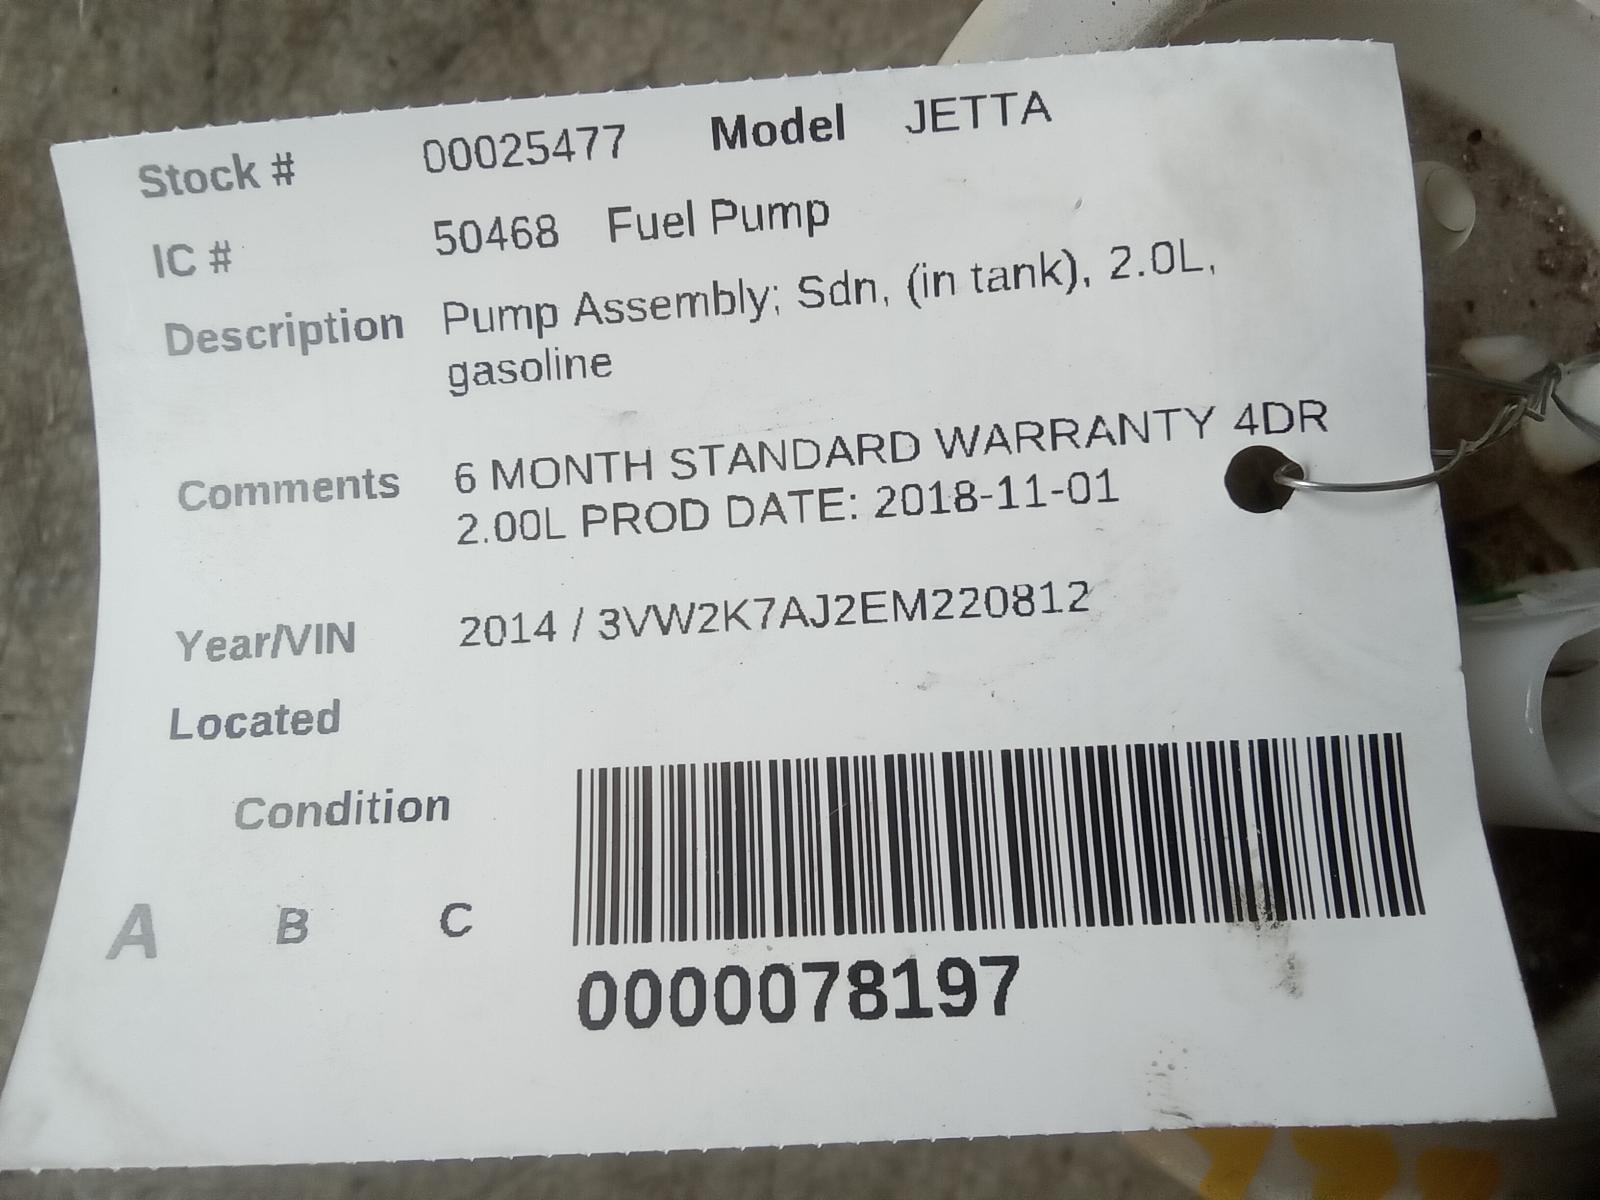 Stock # 00025477 Model JETTA
IC # 50468 Fuel Pump
Description Pump Assembly; Sdn, (in tank), 2.0L,
gasoline
Comments 6 MONTH STANDARD WARRANTY 4DR
2.00L PROD DATE: 2018-11-01
Year/VIN 2014 / 3VW2K7AJ2EM220812
Located
Condition
A B C
0000078197